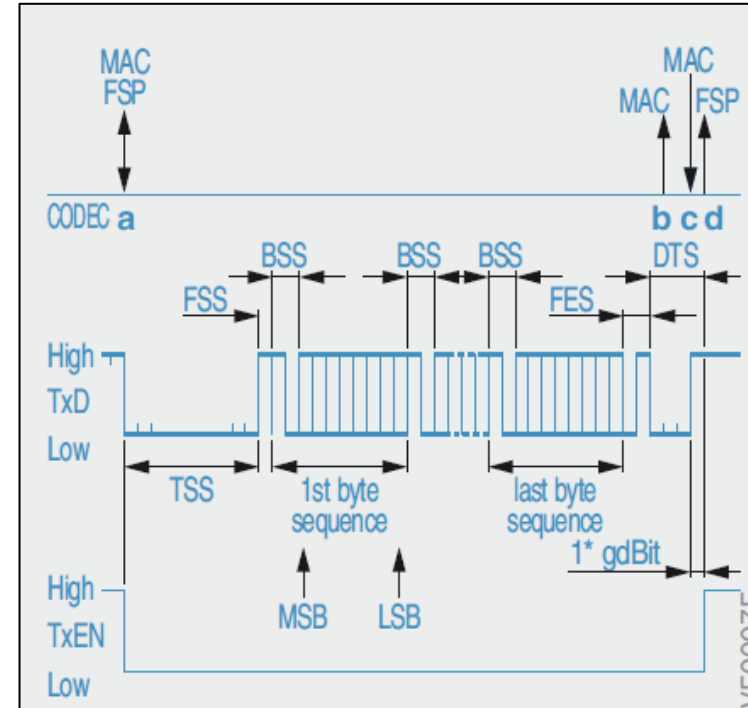 MAC
FSP
MAC
MAC FSP
CODEC a b c d
BSS BSS BSS DTS
FSS FES
High
TxD
Low
TSS 1st byte sequence last byte sequence
1* gdBit
High MSB LSB
TxEN
Low